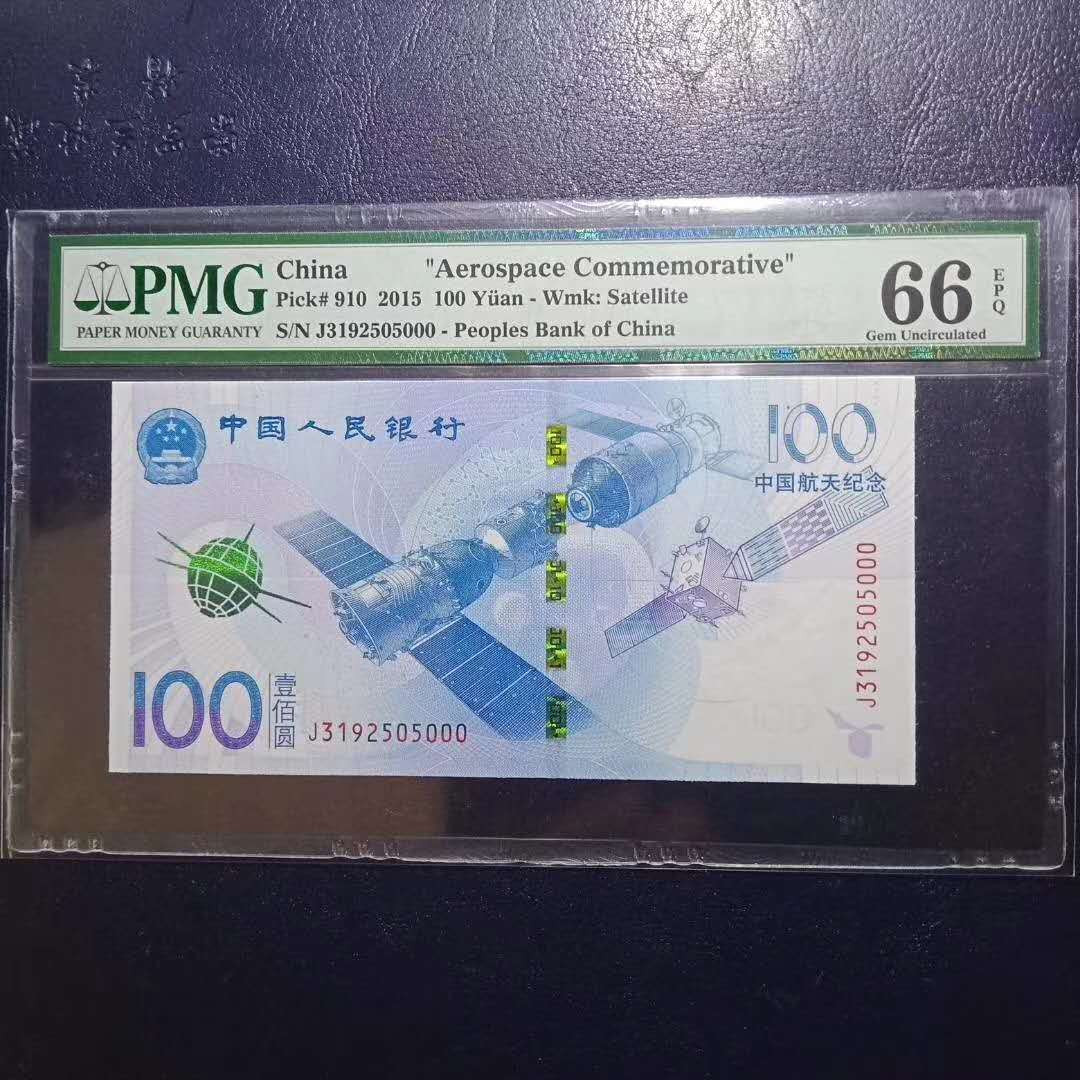 China "Aerospace Commemorative"
PMG
Pick# 910 2015 100 Yüan - Wmk: Satellite
PAPER MONEY GUARANTY
S/N J3192505000 - Peoples Bank of China
66
EPQ
Gem Uncirculated
中国人民银行
100
中国航天纪念
J3192505000
100
壹佰圆
J3192505000